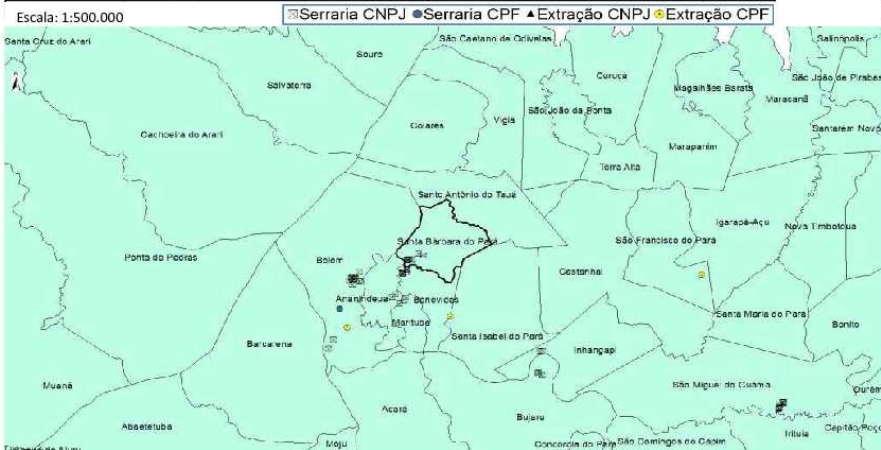 Escala: 1:500.000
Serraria CNPJ Serraria CPF Extração CNPJ Extração CPF
Santa Cruz do Arari
Soure
São Caetano de Odivelas
Salinópolis
Salvaterra
Curuçá
Magalhães Barata
São João de Pirabas
Maracanã
Cachoeira do Arari
Colares
Vigia
São João da Ponta
Marapanim
Santarém Novo
Terra Alta
Santo Antônio do Tauá
Igarapé-Açu
Nova Timboteua
Santa Bárbara do Pará
São Francisco do Pará
Ponta de Pedras
Belém
Castanhal
Ananindeua
Benevides
Santa Maria do Pará
Marituba
Bonito
Barcarena
Santa Isabel do Pará
Inhangapi
Muaná
São Miguel do Guamá
Ourém
Acará
Bujaru
Abaetetuba
Irituia
Capitão Poço
Moju
Concórdia do Pará
São Domingos do Capim